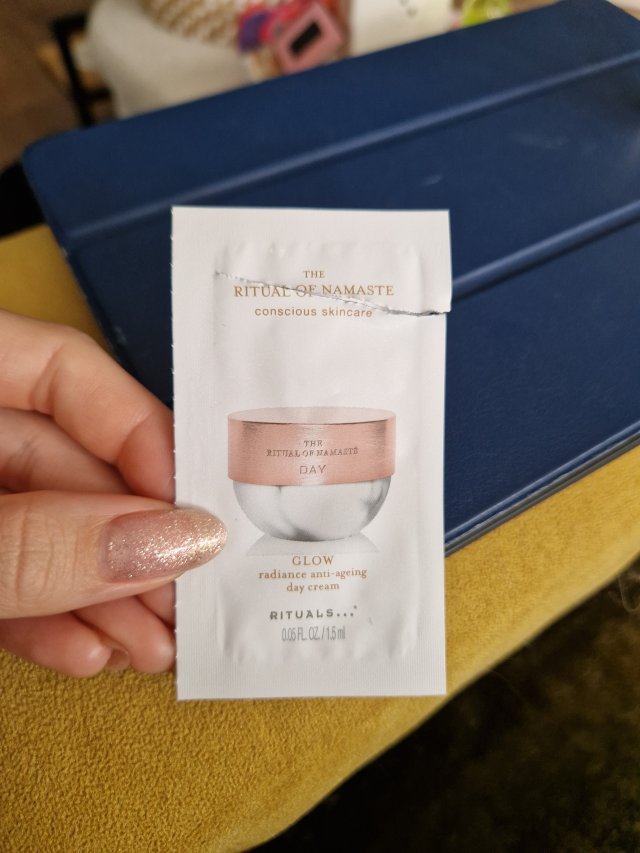 THE
RITUAL OF NAMASTE
conscious skincare
THE
RITUAL OF NAMASTÉ
DAY
GLOW
radiance anti-ageing
day cream
RITUALS...®
0.05 FL. OZ. / 1.5 ml